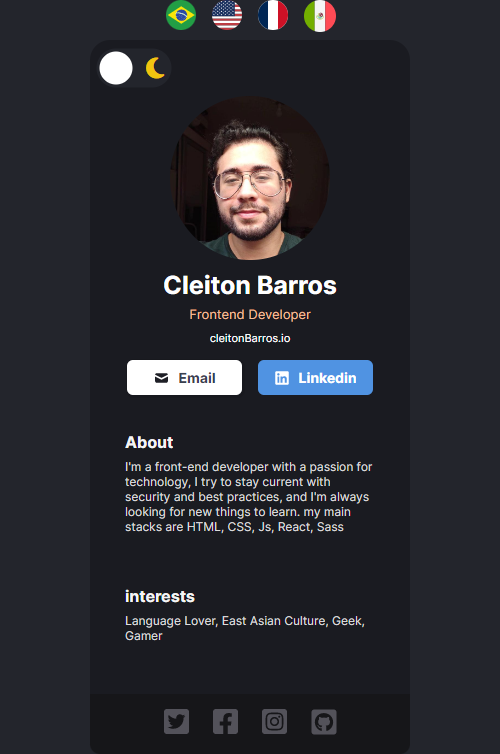 Cleiton Barros
Frontend Developer
cleitonBarros.io
Email
Linkedin
About
I'm a front-end developer with a passion for
technology, I try to stay current with
security and best practices, and I'm always
looking for new things to learn. my main
stacks are HTML, CSS, Js, React, Sass
interests
Language Lover, East Asian Culture, Geek,
Gamer